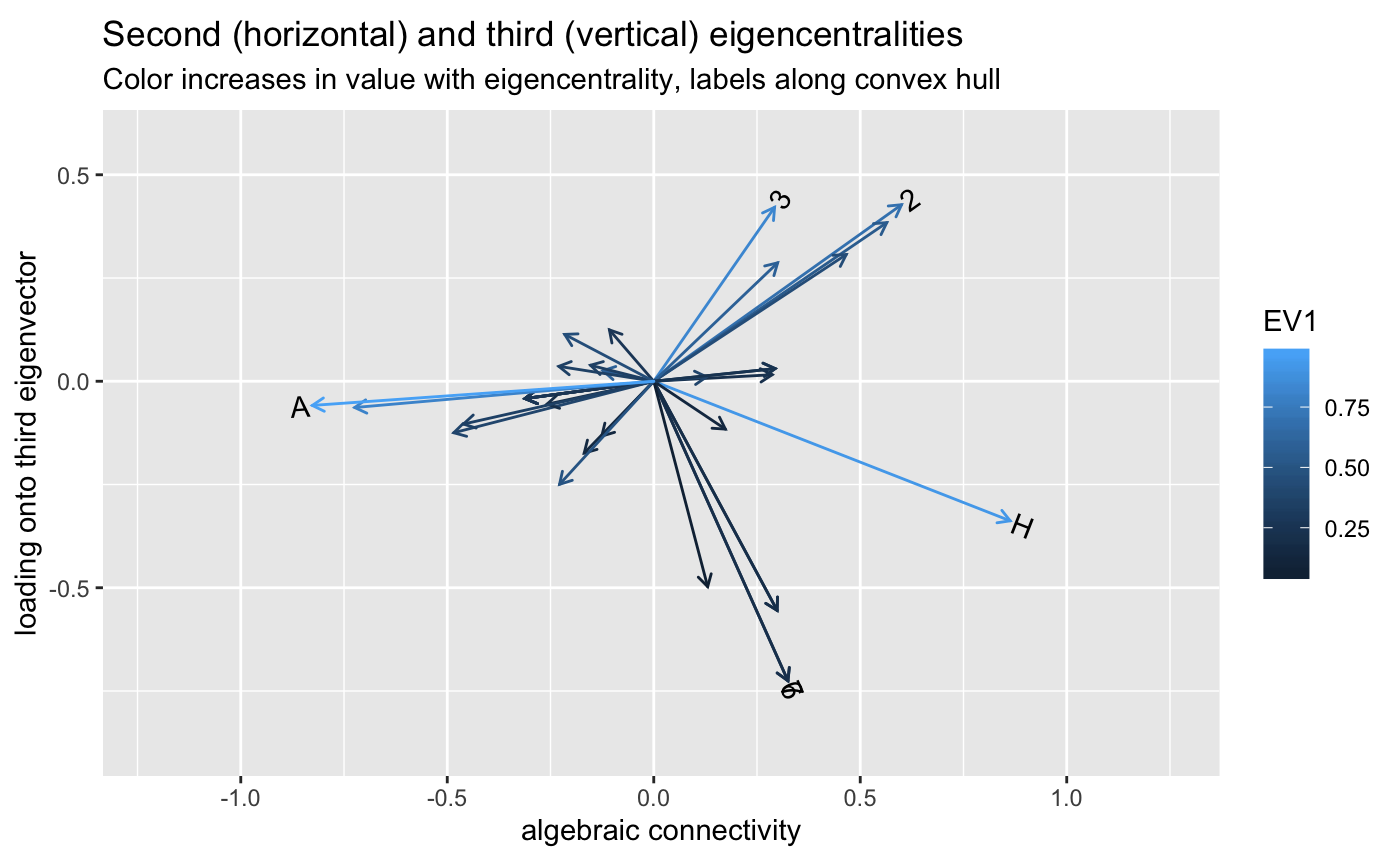 Second (horizontal) and third (vertical) eigencentralities
Color increases in value with eigencentrality, labels along convex hull
loading onto third eigenvector
0.5
0.0
-0.5
3
2
A
H
-1.0
-0.5
0.0
0.5
1.0
algebraic connectivity
EV1
0.75
0.50
0.25